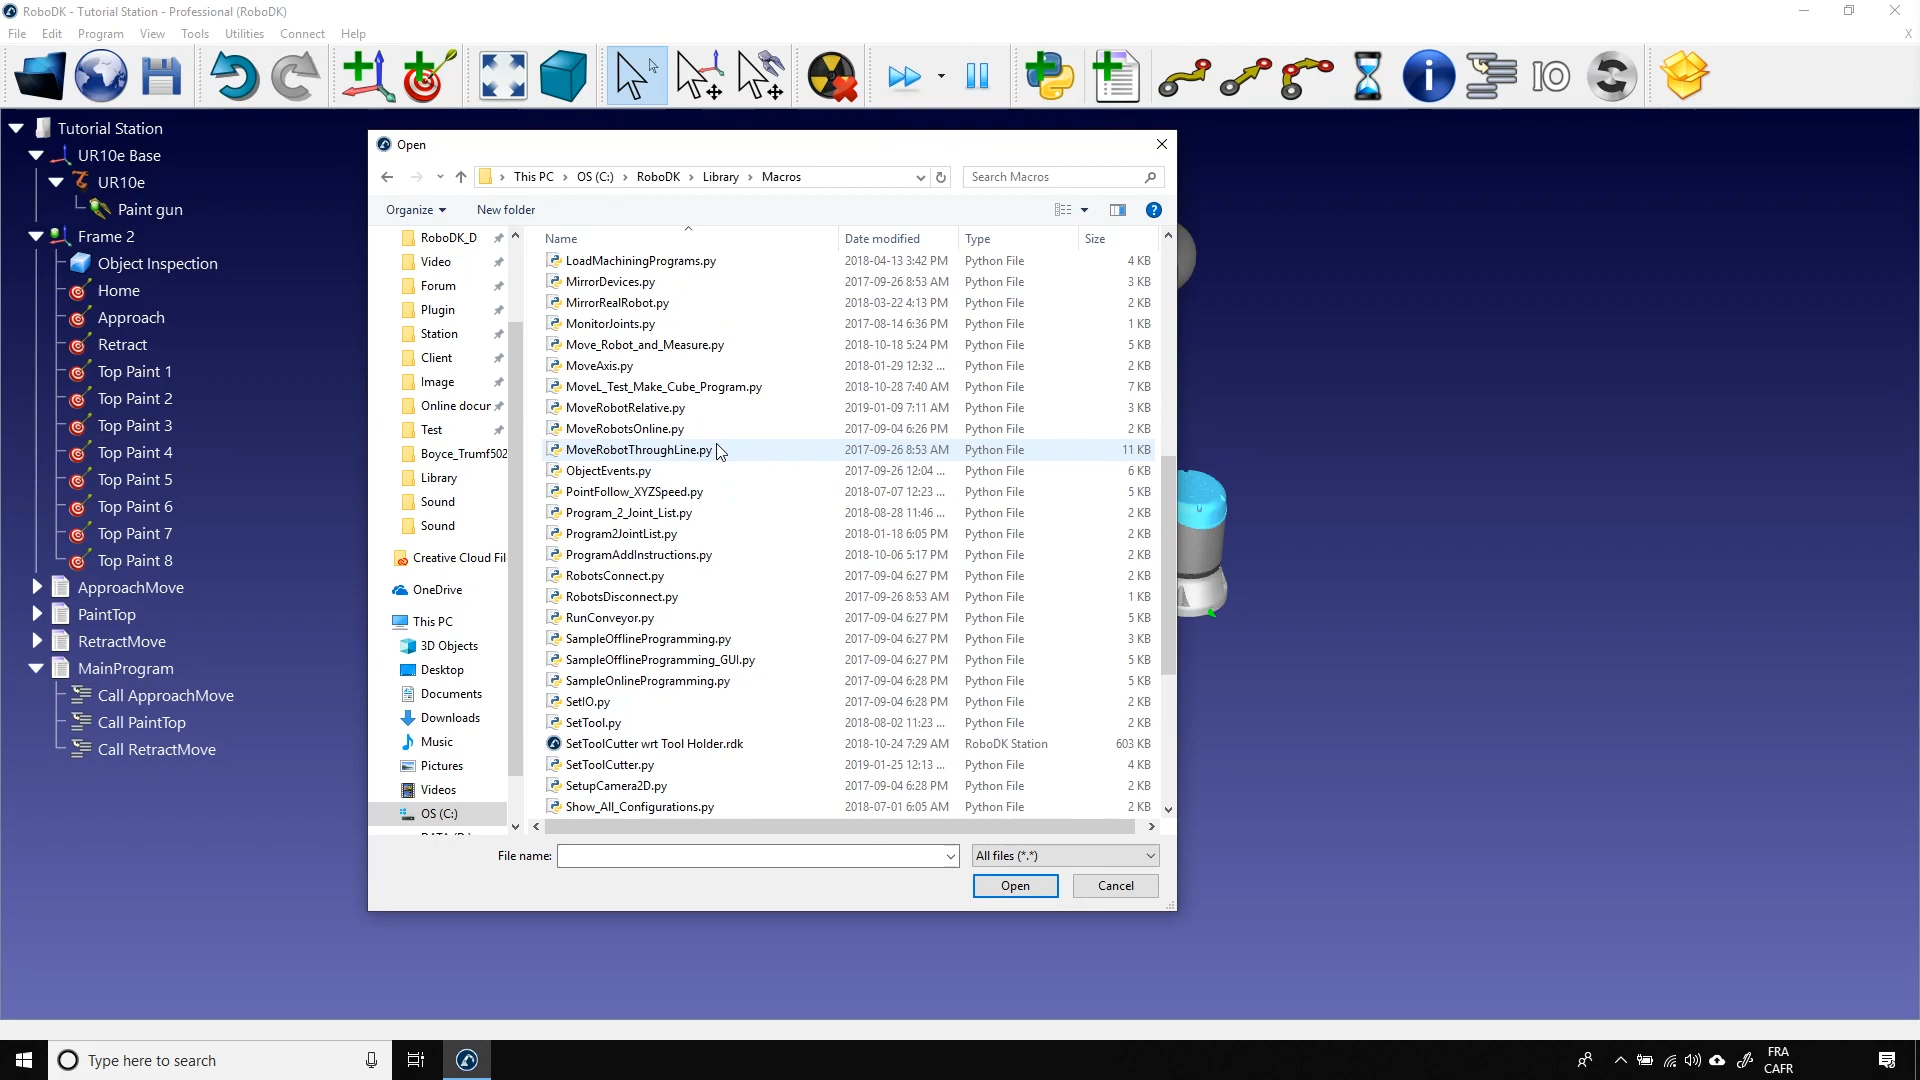 RoboDK - Tutorial Station - Professional (RoboDK)
File Edit Program View Tools Utilities Connect Help X
Tutorial Station
UR10e Base
UR10e
Paint gun
Frame 2
Object Inspection
Home
Approach
Retract
Top Paint 1
Top Paint 2
Top Paint 3
Top Paint 4
Top Paint 5
Top Paint 6
Top Paint 7
Top Paint 8
ApproachMove
PaintTop
RetractMove
MainProgram
Call ApproachMove
Call PaintTop
Call RetractMove
Open
This PC > OS (C:) > RoboDK > Library > Macros
Search Macros
Organize New folder
RoboDK_D
Video
Forum
Plugin
Station
Client
Image
Online docur
Test
Boyce_Trumf502
Library
Sound
Sound
Creative Cloud Fil
OneDrive
This PC
3D Objects
Desktop
Documents
Downloads
Music
Pictures
Videos
OS (C:)
Name Date modified Type Size
LoadMachiningPrograms.py 2018-04-13 3:42 PM Python File 4 KB
MirrorDevices.py 2017-09-26 8:53 AM Python File 3 KB
MirrorRealRobot.py 2018-03-22 4:13 PM Python File 2 KB
MonitorJoints.py 2017-08-14 6:36 PM Python File 1 KB
Move_Robot_and_Measure.py 2018-10-18 5:24 PM Python File 5 KB
MoveAxis.py 2018-01-29 12:32 ... Python File 2 KB
MoveL_Test_Make_Cube_Program.py 2018-10-28 7:40 AM Python File 7 KB
MoveRobotRelative.py 2019-01-09 7:11 AM Python File 3 KB
MoveRobotsOnline.py 2017-09-04 6:26 PM Python File 2 KB
MoveRobotThroughLine.py 2017-09-26 8:53 AM Python File 11 KB
ObjectEvents.py 2017-09-26 12:04 ... Python File 6 KB
PointFollow_XYZSpeed.py 2018-07-07 12:23 ... Python File 5 KB
Program_2_Joint_List.py 2018-08-28 11:46 ... Python File 2 KB
Program2JointList.py 2018-01-18 6:05 PM Python File 2 KB
ProgramAddInstructions.py 2018-10-06 5:17 PM Python File 2 KB
RobotsConnect.py 2017-09-04 6:27 PM Python File 2 KB
RobotsDisconnect.py 2017-09-26 8:53 AM Python File 1 KB
RunConveyor.py 2017-09-04 6:27 PM Python File 5 KB
SampleOfflineProgramming.py 2017-09-04 6:27 PM Python File 3 KB
SampleOfflineProgramming_GUI.py 2017-09-04 6:27 PM Python File 5 KB
SampleOnlineProgramming.py 2017-09-04 6:28 PM Python File 5 KB
SetIO.py 2017-09-04 6:28 PM Python File 2 KB
SetTool.py 2018-08-02 11:23 ... Python File 2 KB
SetToolCutter wrt Tool Holder.rdk 2018-10-24 7:29 AM RoboDK Station 603 KB
SetToolCutter.py 2019-01-25 12:13 ... Python File 4 KB
SetupCamera2D.py 2017-09-04 6:28 PM Python File 2 KB
Show_All_Configurations.py 2018-07-01 6:05 AM Python File 2 KB
File name: All files (*.*)
Open Cancel
Type here to search
FRA
CAFR